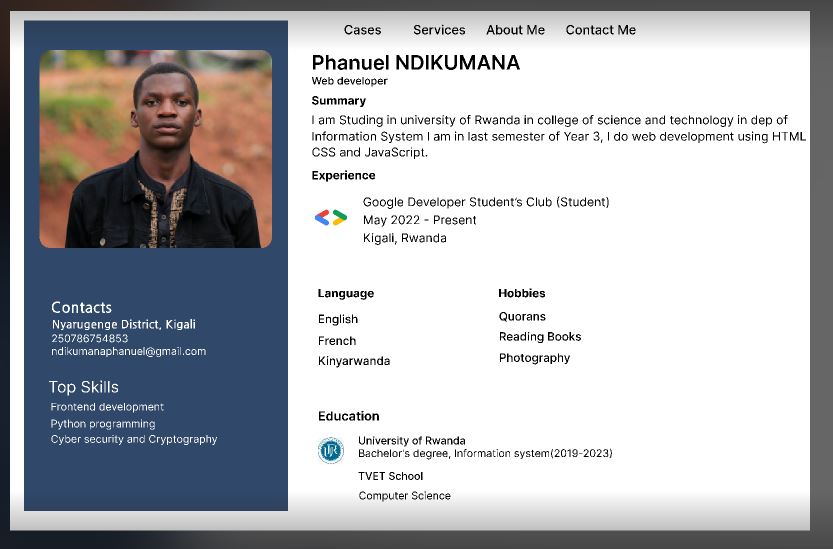 Cases Services About Me Contact Me
Phanuel NDIKUMANA
Web developer
Summary
I am Studing in university of Rwanda in college of science and technology in dep of
Information System I am in last semester of Year 3, I do web development using HTML
CSS and JavaScript.
Experience
Google Developer Student's Club (Student)
May 2022 - Present
Kigali, Rwanda
Language
English
French
Kinyarwanda
Hobbies
Quorans
Reading Books
Photography
Education
University of Rwanda
Bachelor's degree, Information system(2019-2023)
TVET School
Computer Science
Contacts
Nyarugenge District, Kigali
250786754853
ndikumanaphanuel@gmail.com
Top Skills
Frontend development
Python programming
Cyber security and Cryptography